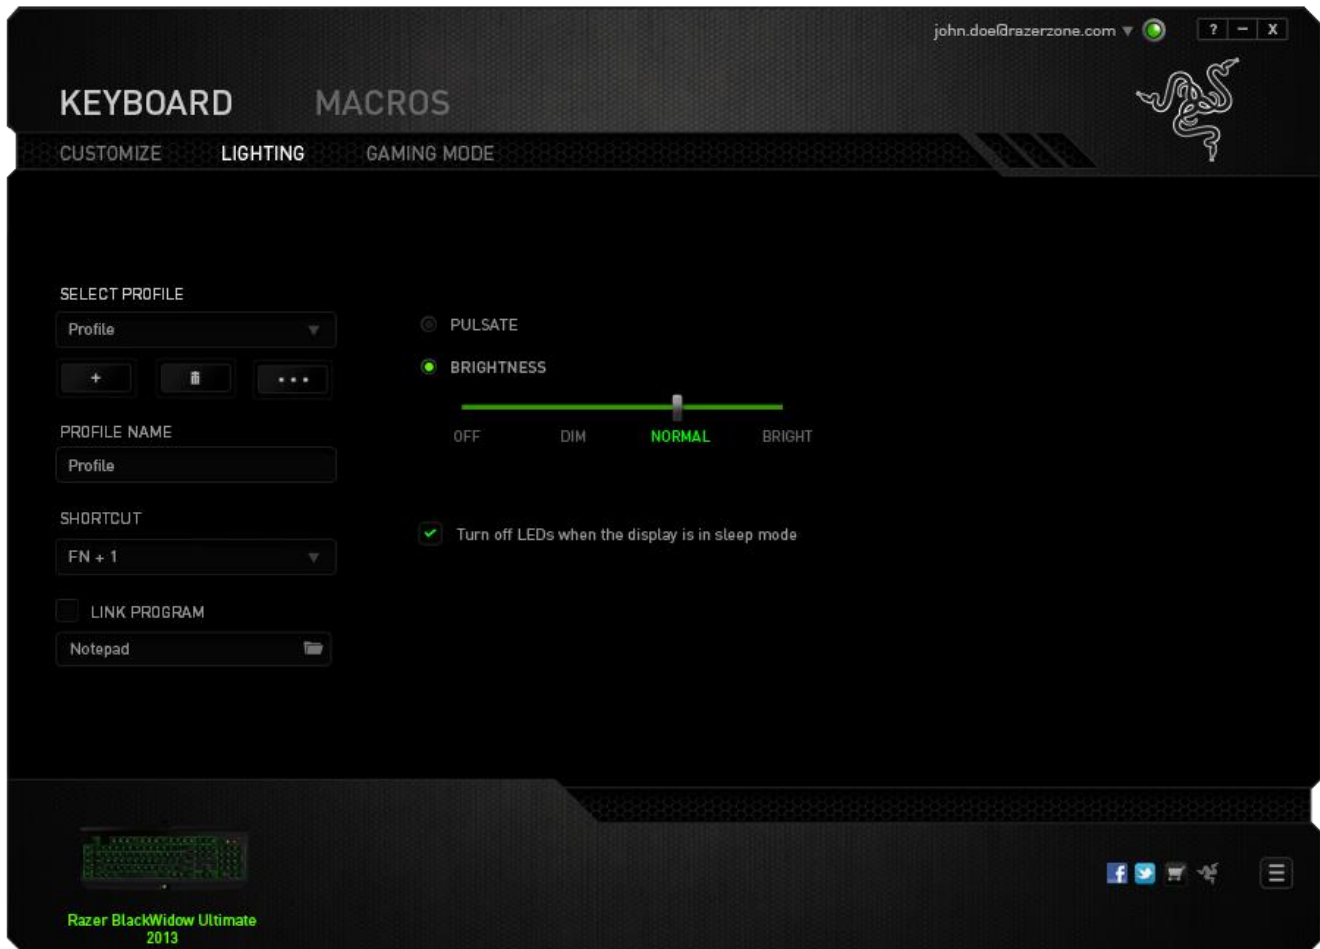 john.doe@razerzone.com
? – X
KEYBOARD MACROS
CUSTOMIZE LIGHTING GAMING MODE
SELECT PROFILE
Profile
+
PROFILE NAME
Profile
SHORTCUT
FN + 1
LINK PROGRAM
Notepad
PULSATE
BRIGHTNESS
OFF DIM NORMAL BRIGHT
Turn off LEDs when the display is in sleep mode
Razer BlackWidow Ultimate
2013